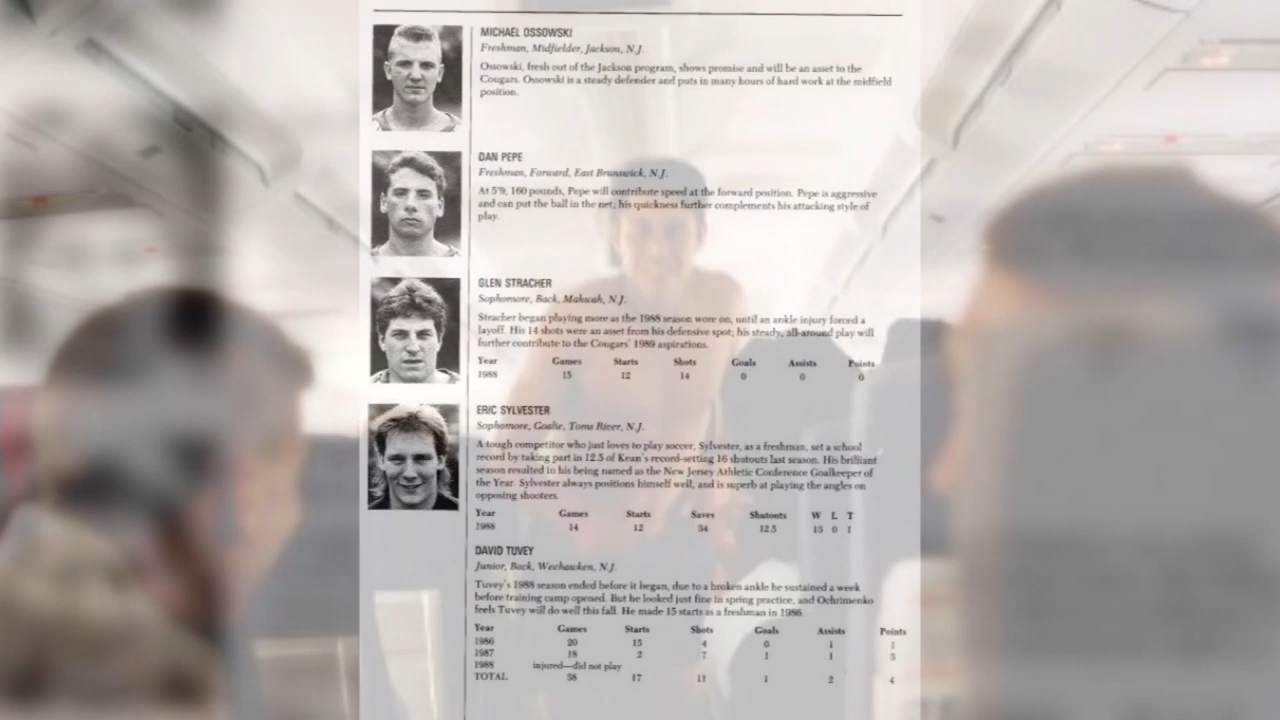 MICHAEL OSSOWSKI
Freshman, Midfielder, Jackson, N.J.
Ossowski, fresh out of the Jackson program, shows promise and will be an asset to the
Cougars. Ossowski is a steady defender and puts in many hours of hard work at the midfield
position.
DAN PEPE
Freshman, Forward, East Brunswick, N.J.
At 5'9, 160 pounds, Pepe will contribute speed at the forward position. Pepe is aggressive
and can put the ball in the net; his quickness further complements his attacking style of
play.
GLEN STRACHER
Sophomore, Back, Mahwah, N.J.
Stracher began playing more as the 1988 season wore on, until an ankle injury forced a
layoff. His 14 shots were an asset from his defensive spot; his steady, all-around play will
further contribute to the Cougars' 1989 aspirations.
Year Games Starts Shots Goals Assists Points
1988 15 12 14 0 0 0
ERIC SYLVESTER
Sophomore, Goalie, Toms River, N.J.
A tough competitor who just loves to play soccer, Sylvester, as a freshman, set a school
record by taking part in 12.5 of Kean's record-setting 16 shutouts last season. His brilliant
season resulted in his being named as the New Jersey Athletic Conference Goalkeeper of
the Year. Sylvester always positions himself well, and is superb at playing the angles on
opposing shooters.
Year Games Starts Saves Shutouts W L T
1988 14 12 34 12.5 13 0 1
DAVID TUVEY
Junior, Back, Weehawken, N.J.
Tuvey's 1988 season ended before it began, due to a broken ankle he sustained a week
before training camp opened. But he looked just fine in spring practice, and Ochrimenko
feels Tuvey will do well this fall. He made 15 starts as a freshman in 1986.
Year Games Starts Shots Goals Assists Points
1986 20 15 4 0 1 1
1987 18 2 7 1 1 3
1988 injured—did not play
TOTAL 38 17 11 1 2 4